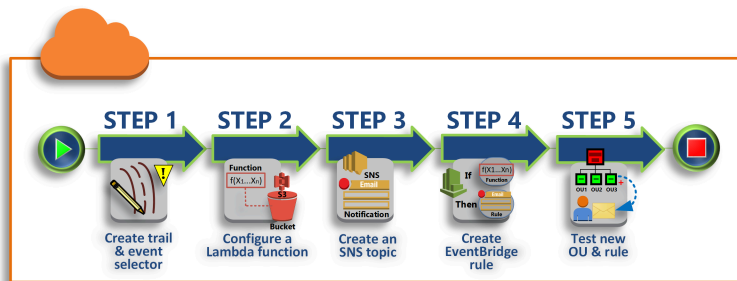 STEP 1
STEP 2
STEP 3
STEP 4
STEP 5
!
Function
f(X1...Xn)
S3
Bucket
SNS
Email
Notification
If
f(X1...Xn)
Function
Then
Email
Rule
OU1 OU2 OU3 +
Create trail
& event
selector
Configure a
Lambda function
Create an
SNS topic
Create
EventBridge
rule
Test new
OU & rule